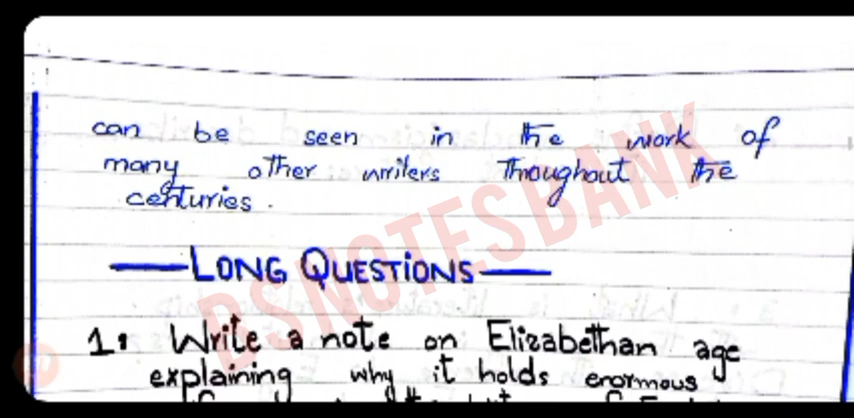 can be seen in the work of
many other writers throughout the
centuries.
LONG QUESTIONS
1. Write a note on Elizabethan age
explaining why it holds enormous
BSNOTESBANK